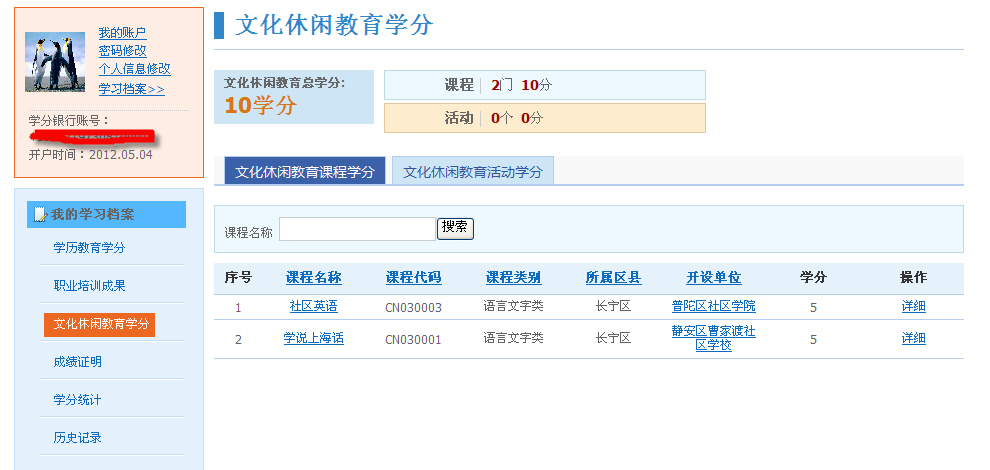 我的账户
密码修改
个人信息修改
学习档案>>
学分银行账号：
开户时间：2012.05.04
我的学习档案
学历教育学分
职业培训成果
文化休闲教育学分
成绩证明
学分统计
历史记录
文化休闲教育学分
文化休闲教育总学分:
10学分
课程 2门 10分
活动 0个 0分
文化休闲教育课程学分 文化休闲教育活动学分
课程名称 搜索
序号 课程名称 课程代码 课程类别 所属区县 开设单位 学分 操作
1 社区英语 CN030003 语言文字类 长宁区 普陀区社区学院 5 详细
2 学说上海话 CN030001 语言文字类 长宁区 静安区曹家渡社 5 详细
区学校